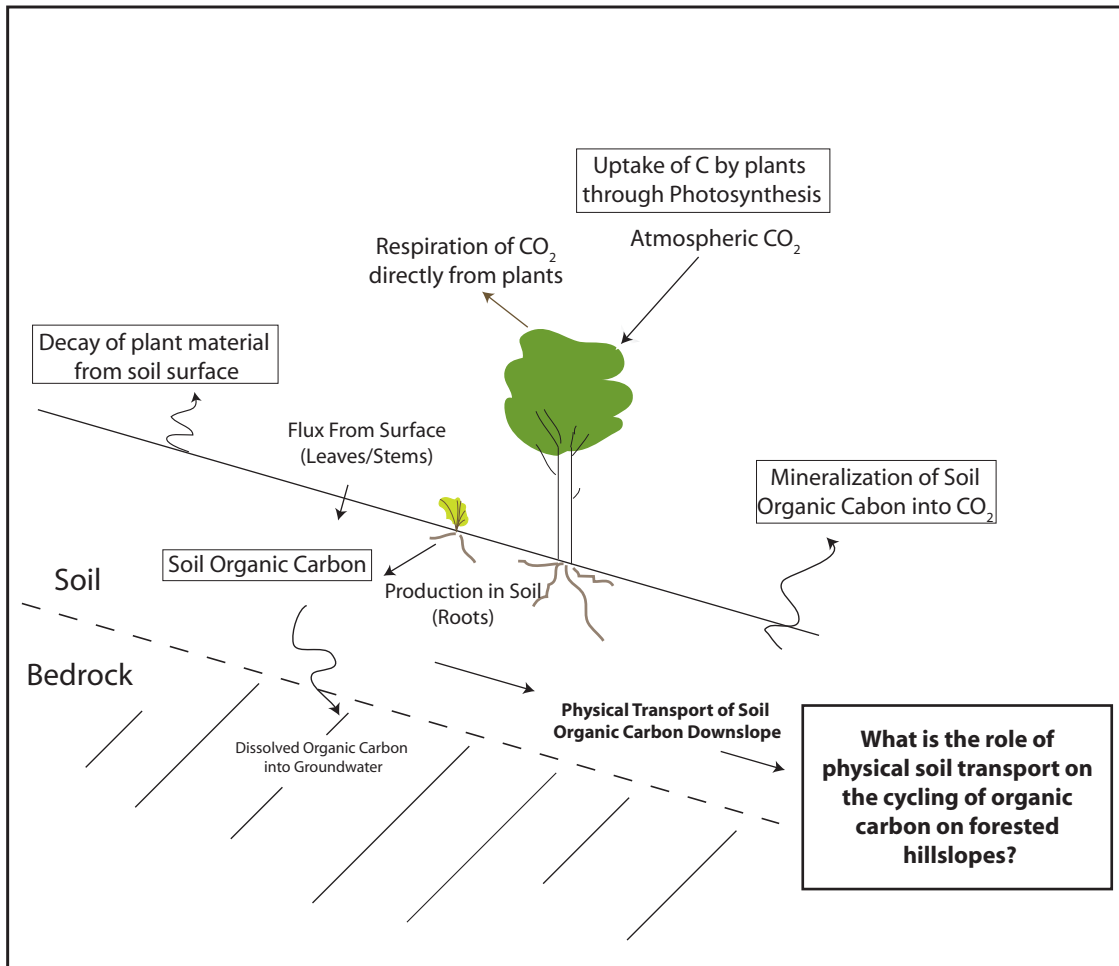 Uptake of C by plants
through Photosynthesis
Atmospheric CO₂
Respiration of CO₂
directly from plants
Decay of plant material
from soil surface
Flux From Surface
(Leaves/Stems)
Mineralization of Soil
Organic Cabon into CO₂
Soil Organic Carbon
Soil
Production in Soil
(Roots)
Bedrock
Physical Transport of Soil
Organic Carbon Downslope
Dissolved Organic Carbon
into Groundwater
What is the role of
physical soil transport on
the cycling of organic
carbon on forested
hillslopes?